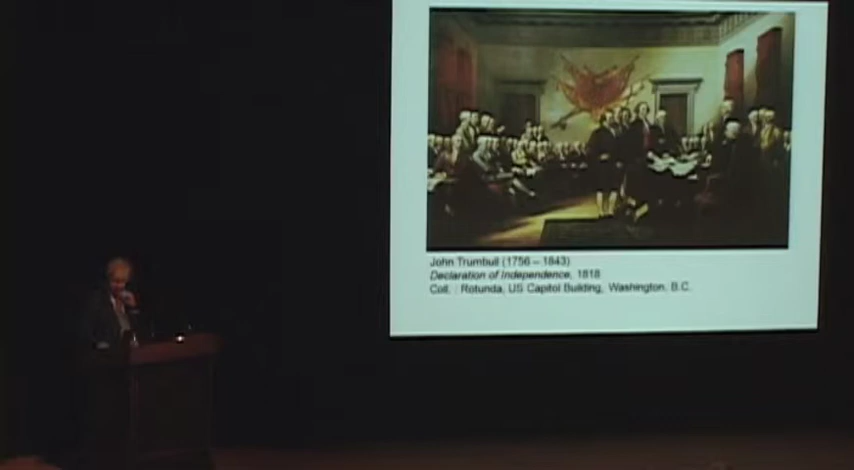 John Trumbull (1756 – 1843)
Declaration of Independence, 1818
Coll. : Rotunda, US Capitol Building, Washington, B.C.